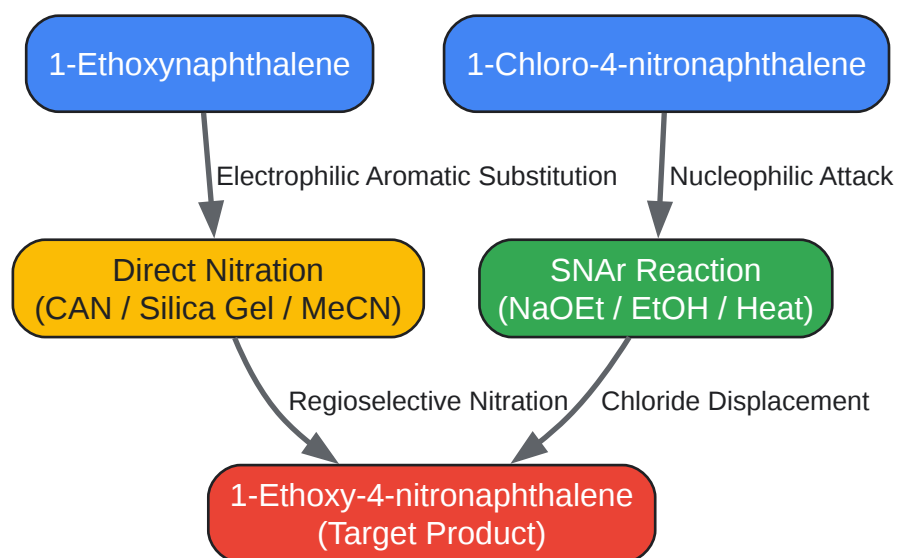 1-Ethoxynaphthalene
1-Chloro-4-nitronaphthalene
Electrophilic Aromatic Substitution
Nucleophilic Attack
Direct Nitration
(CAN / Silica Gel / MeCN)
SNAr Reaction
(NaOEt / EtOH / Heat)
Regioselective Nitration
Chloride Displacement
1-Ethoxy-4-nitronaphthalene
(Target Product)